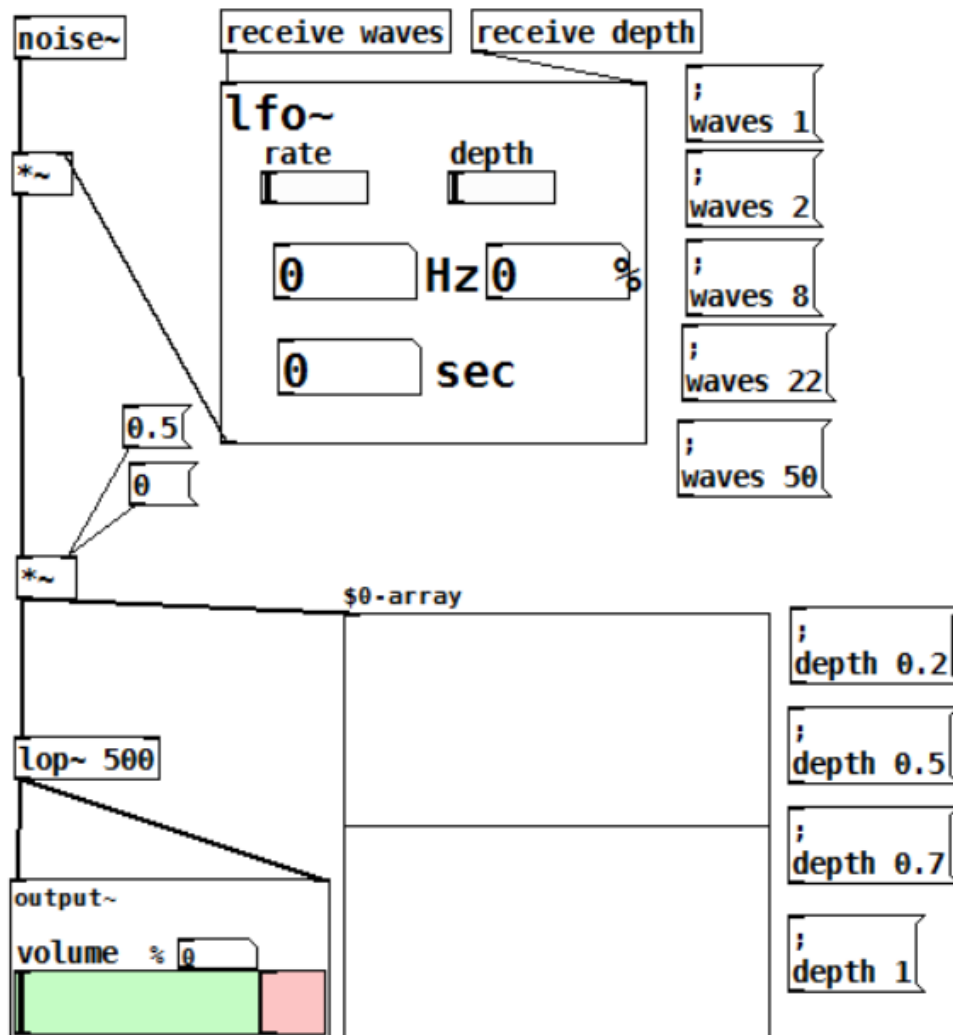 noise~
receive waves
receive depth
lfo~
rate
depth
;
waves 1
*~
;
waves 2
0
Hz
0
%
;
waves 8
0
sec
;
waves 22
0.5
;
waves 50
0
*~
$0-array
;
depth 0.2
lop~ 500
;
depth 0.5
;
depth 0.7
output~
volume
%
0
;
depth 1